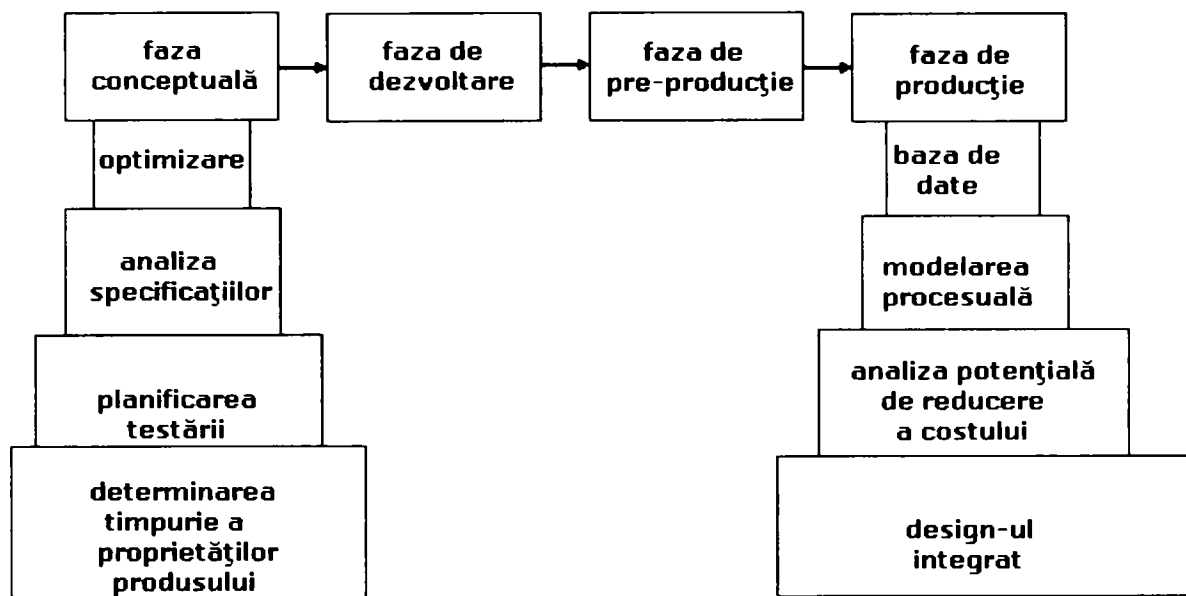 faza
conceptuală
faza de
dezvoltare
faza de
pre-producţie
faza de
producţie
optimizare
analiza
specificaţiilor
planificarea
testării
determinarea
timpurie a
proprietăţilor
produsului
baza de
date
modelarea
procesuală
analiza potenţială
de reducere
a costului
design-ul
integrat